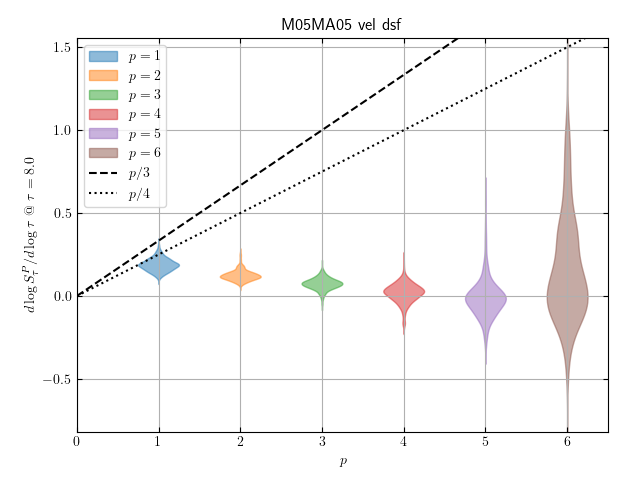 M05MA05 vel dsf
p = 1
p = 2
p = 3
p = 4
p = 5
p = 6
p/3
p/4
1.5
1.0
0.5
0.0
−0.5
d log S_τ^P / d log τ @ τ = 8.0
0 1 2 3 4 5 6
p